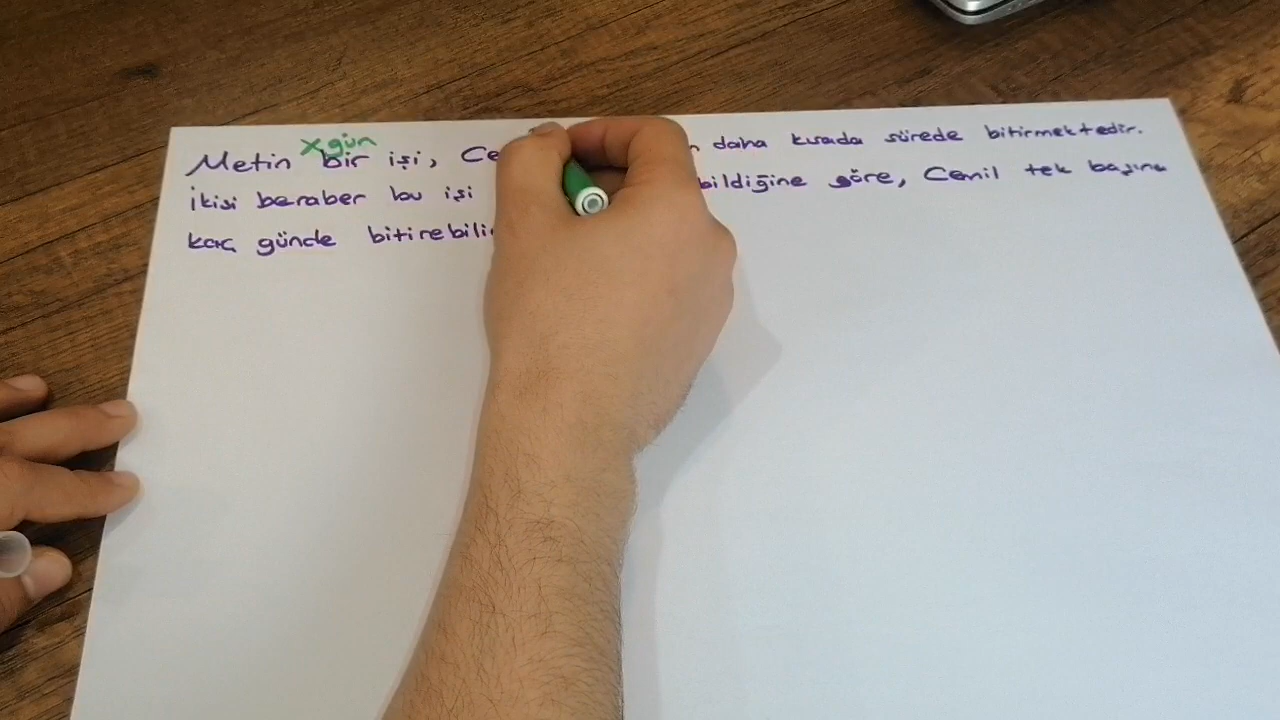 x gün
Metin bir işi, Ce daha kısada sürede bitirmektedir.
İkisi beraber bu işi bildiğine göre, Cemil tek başına
kaç günde bitirebili